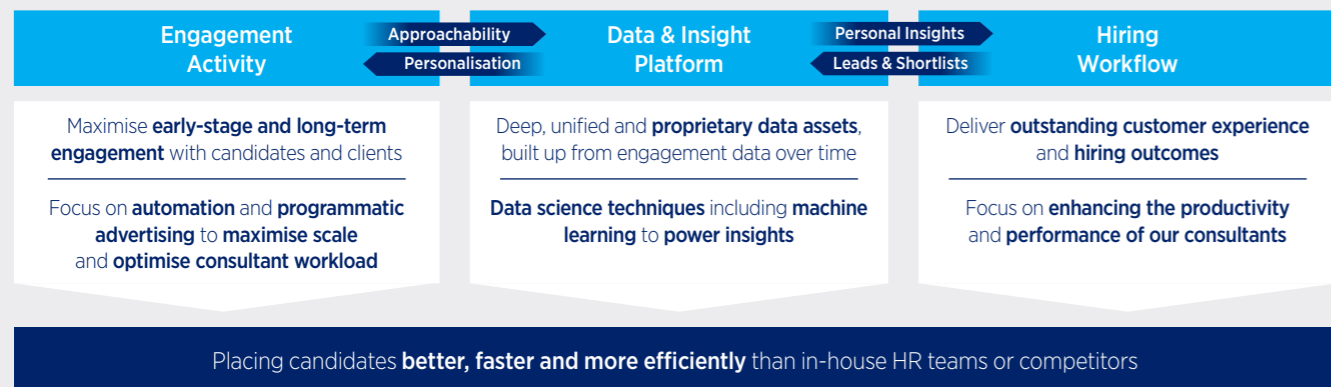 Engagement
Activity
Approachability
Personalisation
Data & Insight
Platform
Personal Insights
Leads & Shortlists
Hiring
Workflow
Maximise early-stage and long-term
engagement with candidates and clients
Focus on automation and programmatic
advertising to maximise scale
and optimise consultant workload
Deep, unified and proprietary data assets,
built up from engagement data over time
Data science techniques including machine
learning to power insights
Deliver outstanding customer experience
and hiring outcomes
Focus on enhancing the productivity
and performance of our consultants
Placing candidates better, faster and more efficiently than in-house HR teams or competitors